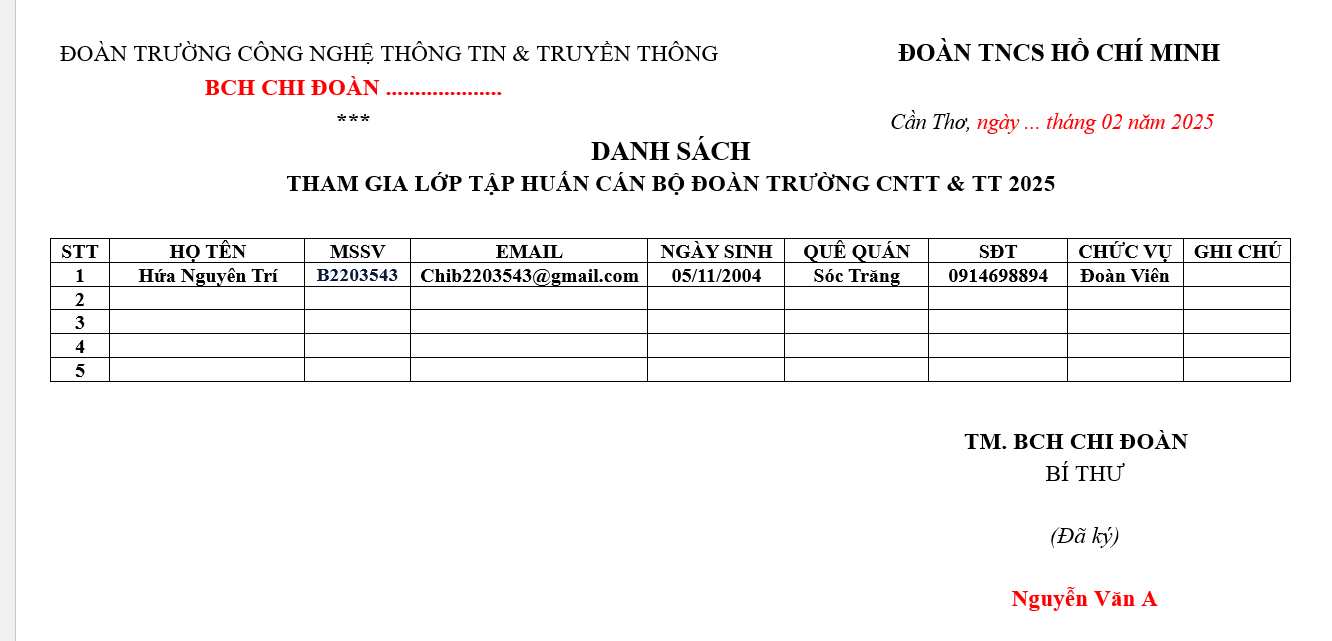 ĐOÀN TRƯỜNG CÔNG NGHỆ THÔNG TIN & TRUYỀN THÔNG
ĐOÀN TNCS HỒ CHÍ MINH
BCH CHI ĐOÀN ....................
***
Cần Thơ, ngày ... tháng 02 năm 2025
DANH SÁCH
THAM GIA LỚP TẬP HUẤN CÁN BỘ ĐOÀN TRƯỜNG CNTT & TT 2025
STT HỌ TÊN MSSV EMAIL NGÀY SINH QUÊ QUÁN SĐT CHỨC VỤ GHI CHÚ
1 Hứa Nguyên Trí B2203543 Chib2203543@gmail.com 05/11/2004 Sóc Trăng 0914698894 Đoàn Viên
2
3
4
5
TM. BCH CHI ĐOÀN
BÍ THƯ
(Đã ký)
Nguyễn Văn A